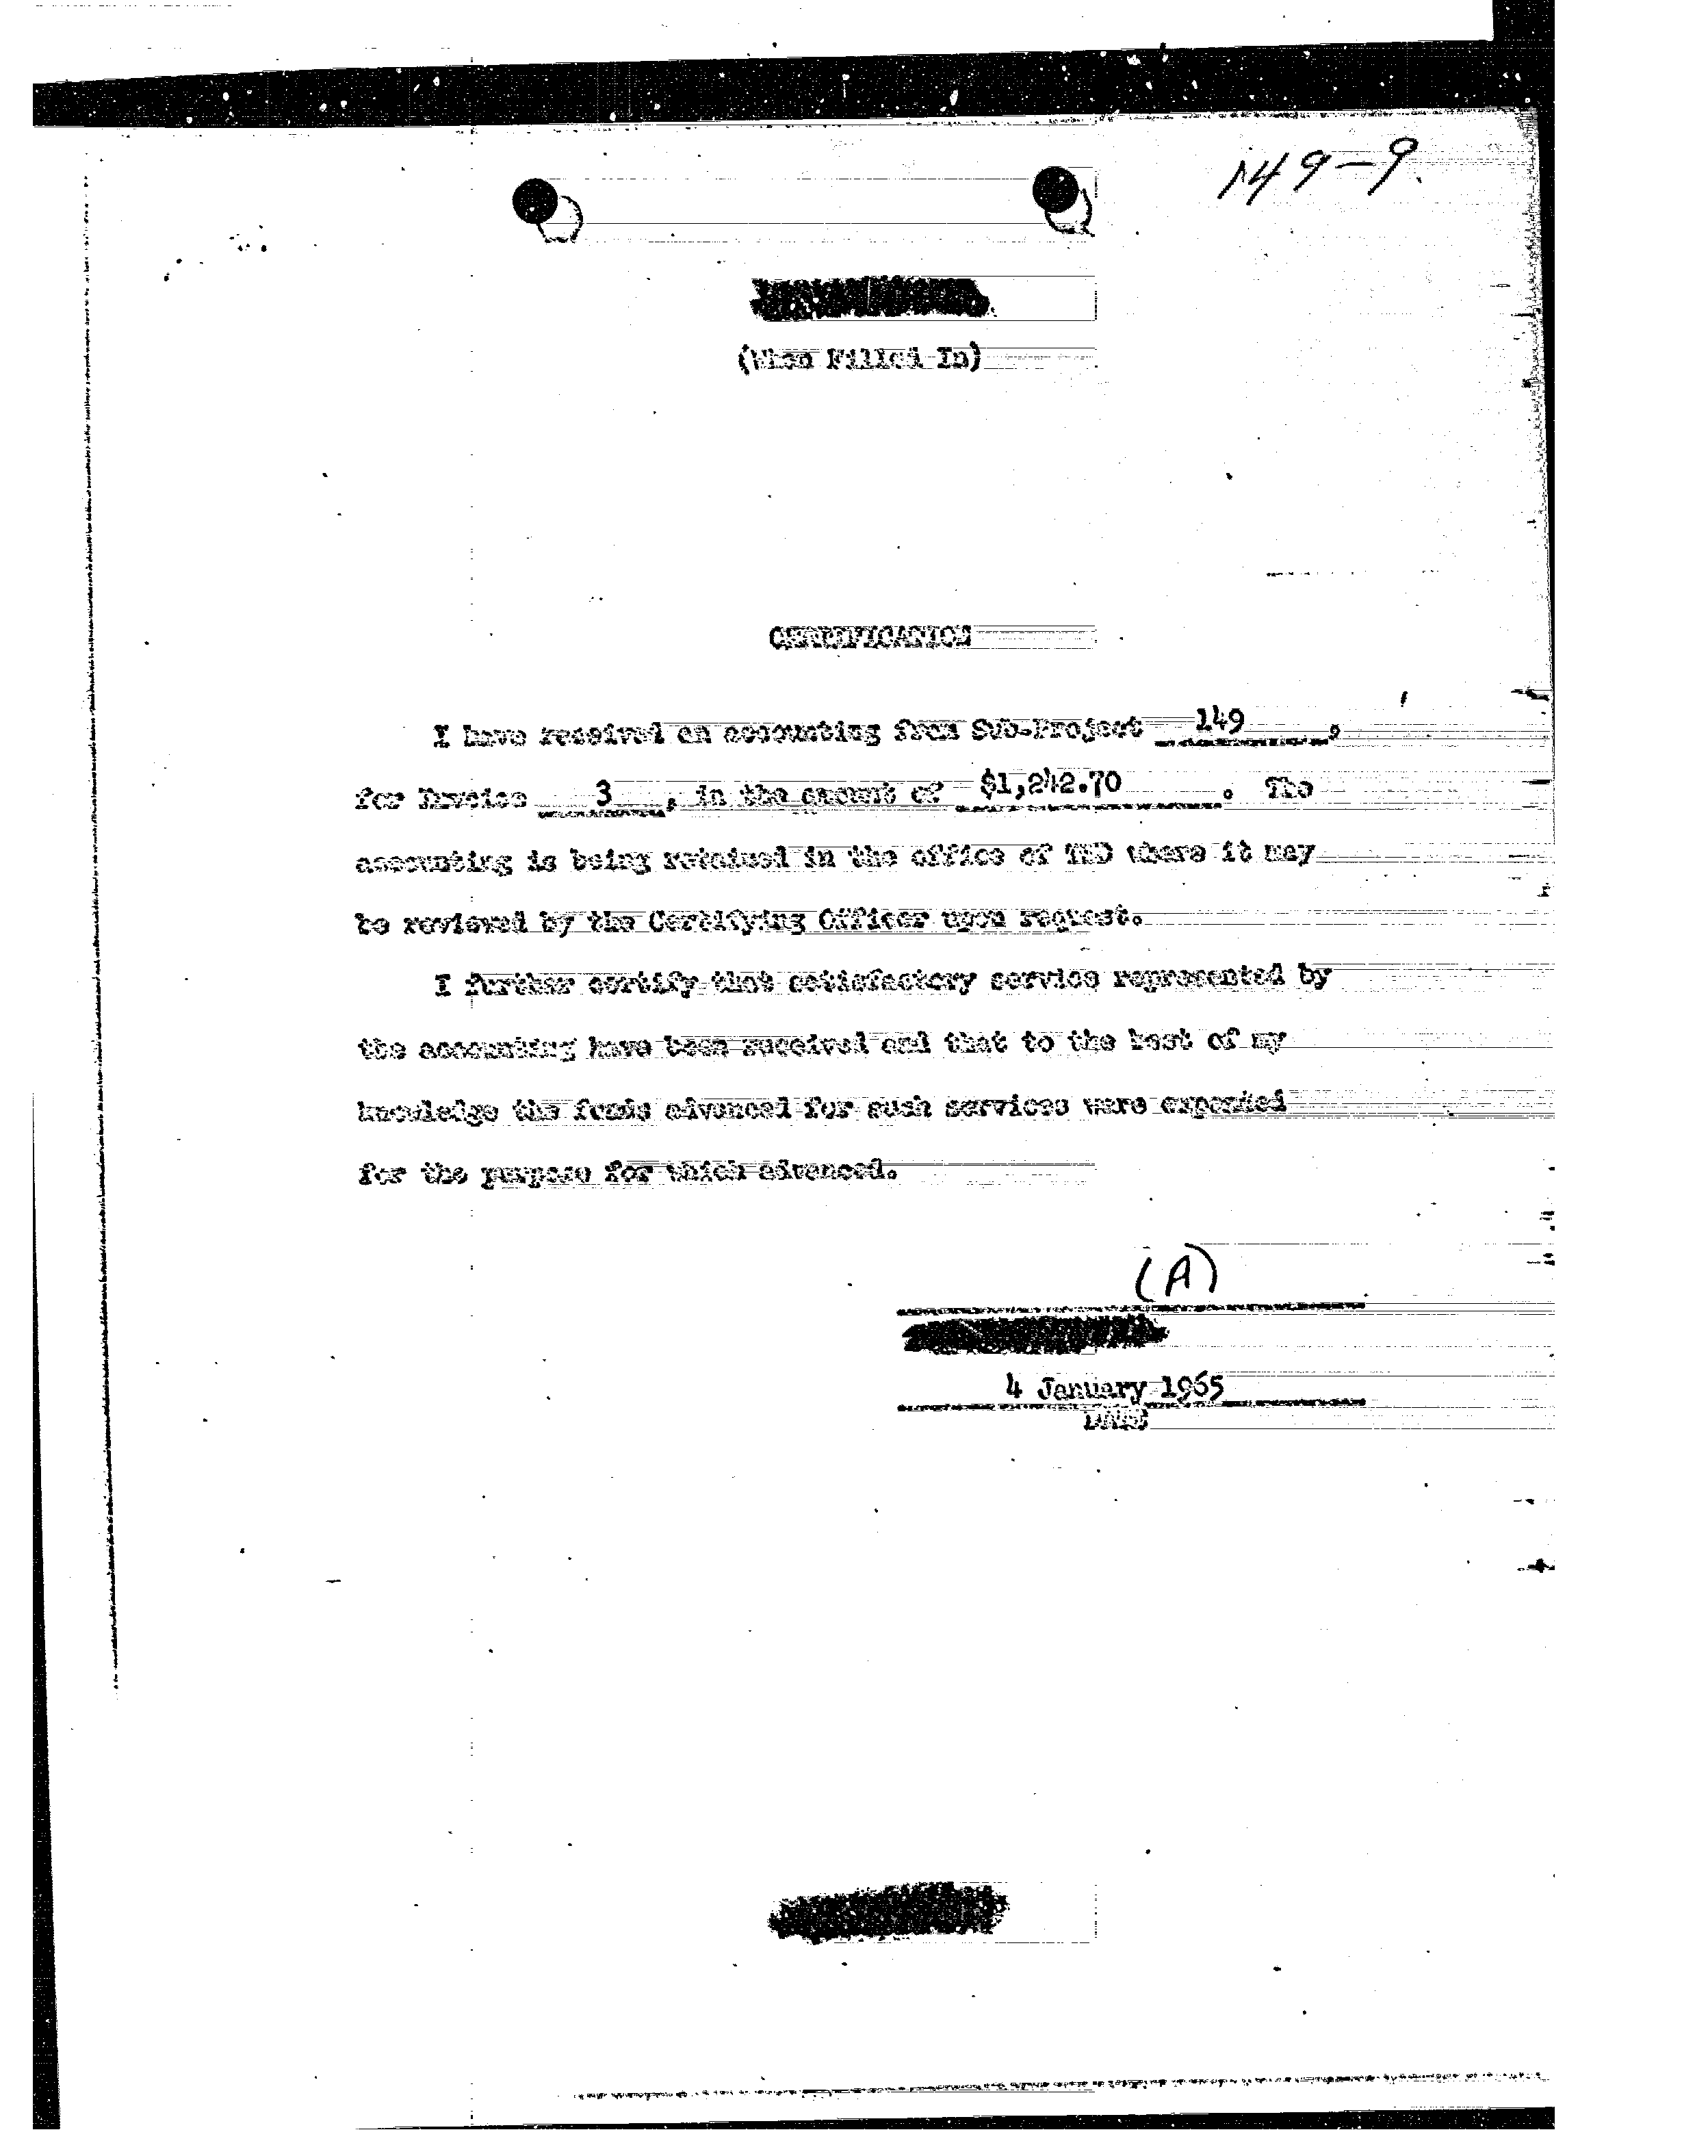 149-9.
(When Filled In)
CERTIFICATION
I have received an accounting from Sub-Project 149,
for Invoice 3, in the amount of $1,242.70. The
accounting is being retained in the office of TSD where it may
be reviewed by the Certifying Officer upon request.
I further certify that satisfactory service represented by
the accounting have been received and that to the best of my
knowledge the funds advanced for such services were expended
for the purpose for which advanced.
(A)
4 January 1965
DATE